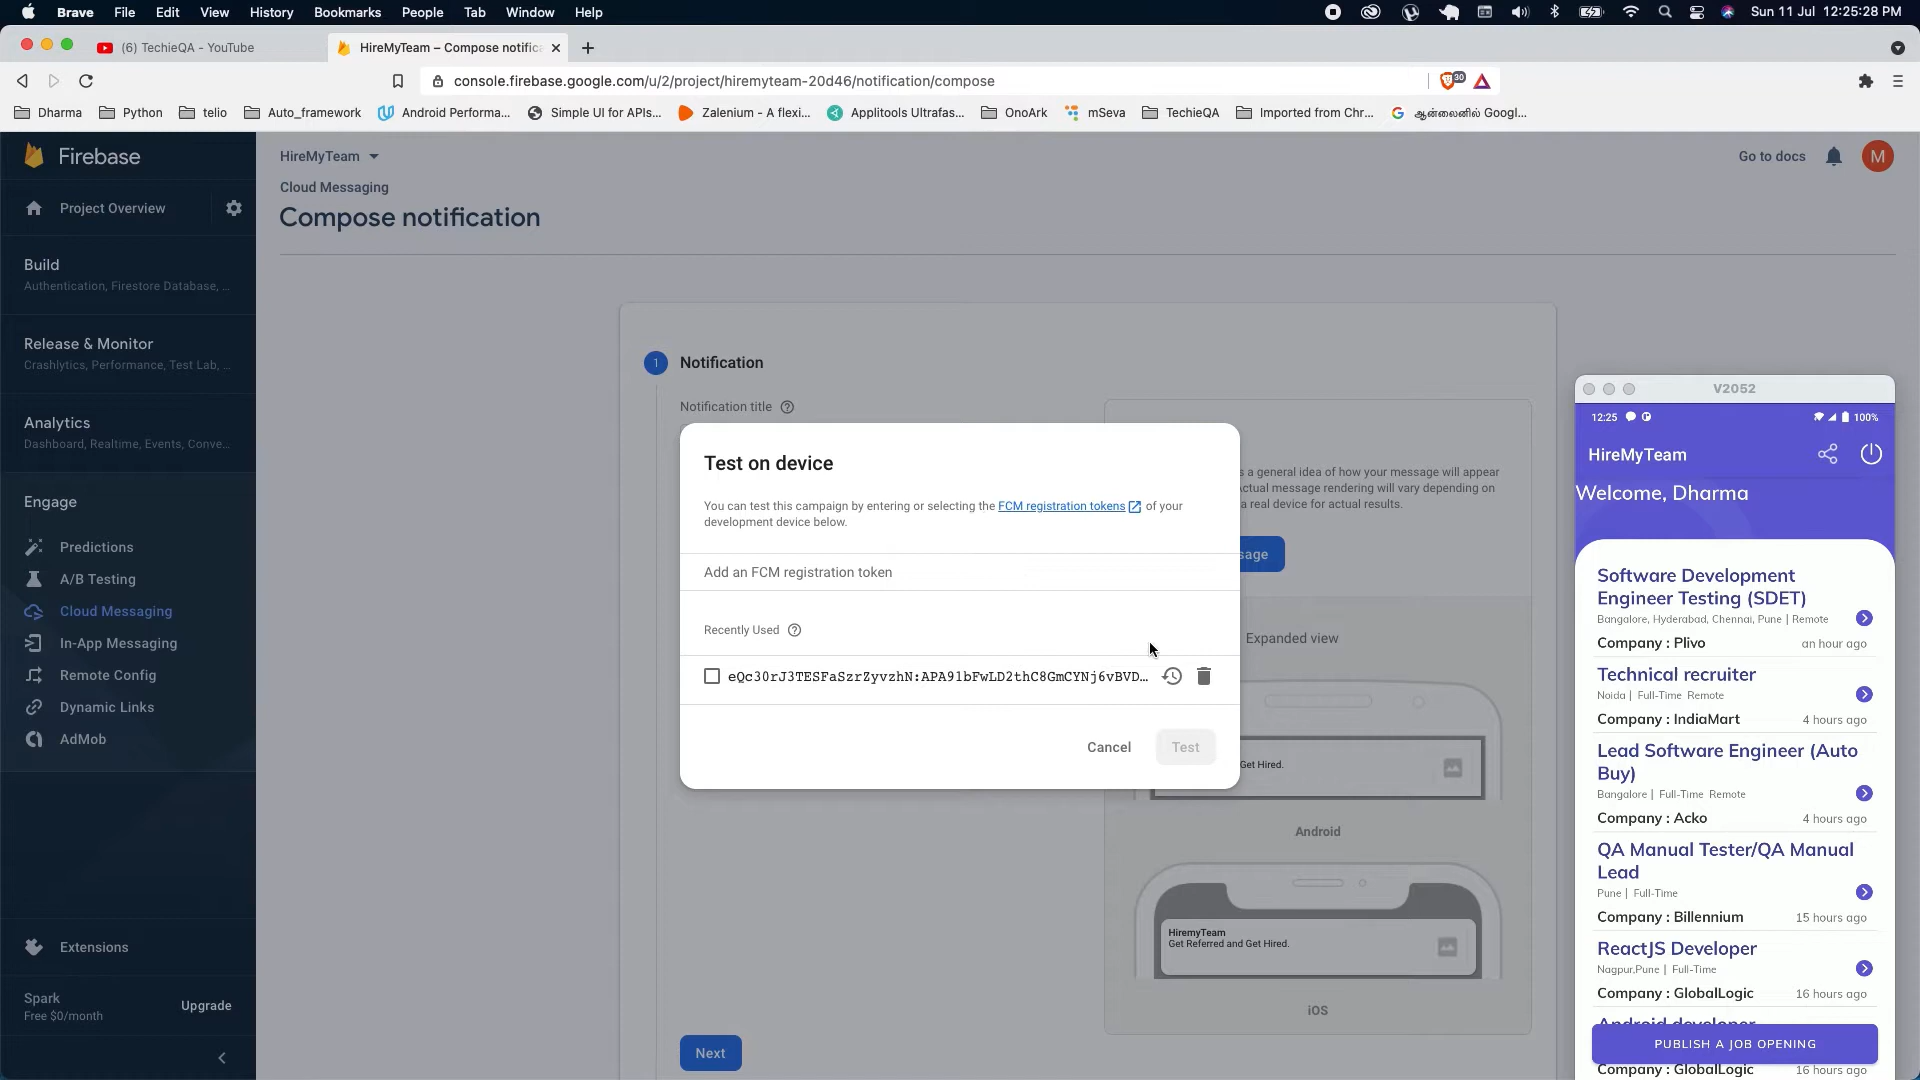 Brave File Edit View History Bookmarks People Tab Window Help
Sun 11 Jul 12:25:28 PM
(6) TechieQA - YouTube
HireMyTeam – Compose notific
console.firebase.google.com/u/2/project/hiremyteam-20d46/notification/compose
30
Dharma
Python
telio
Auto_framework
Android Performa...
Simple UI for APIs...
Zalenium - A flexi...
Applitools Ultrafas...
OnoArk
mSeva
TechieQA
Imported from Chr...
ஆன்லைனில் Googl...
Firebase
Project Overview
Build
Authentication, Firestore Database, ...
Release & Monitor
Crashlytics, Performance, Test Lab, ...
Analytics
Dashboard, Realtime, Events, Conve...
Engage
Predictions
A/B Testing
Cloud Messaging
In-App Messaging
Remote Config
Dynamic Links
AdMob
Extensions
Spark
Free $0/month
Upgrade
HireMyTeam
Go to docs
M
Cloud Messaging
Compose notification
1
Notification
Notification title
s a general idea of how your message will appear
Actual message rendering will vary depending on
a real device for actual results.
sage
Expanded view
Get Hired.
Android
HiremyTeam
Get Referred and Get Hired.
iOS
Next
Test on device
You can test this campaign by entering or selecting the FCM registration tokens of your
development device below.
Add an FCM registration token
Recently Used
eQc30rJ3TESFaSzrZyvzhN:APA91bFwLD2thC8GmCYNj6vBVD...
Cancel
Test
V2052
12:25
100%
HireMyTeam
Welcome, Dharma
Software Development
Engineer Testing (SDET)
Bangalore, Hyderabad, Chennai, Pune | Remote
Company : Plivo
an hour ago
Technical recruiter
Noida | Full-Time Remote
Company : IndiaMart
4 hours ago
Lead Software Engineer (Auto
Buy)
Bangalore | Full-Time Remote
Company : Acko
4 hours ago
QA Manual Tester/QA Manual
Lead
Pune | Full-Time
Company : Billennium
15 hours ago
ReactJS Developer
Nagpur,Pune | Full-Time
Company : GlobalLogic
16 hours ago
Android developer
PUBLISH A JOB OPENING
Company : GlobalLogic
16 hours ago